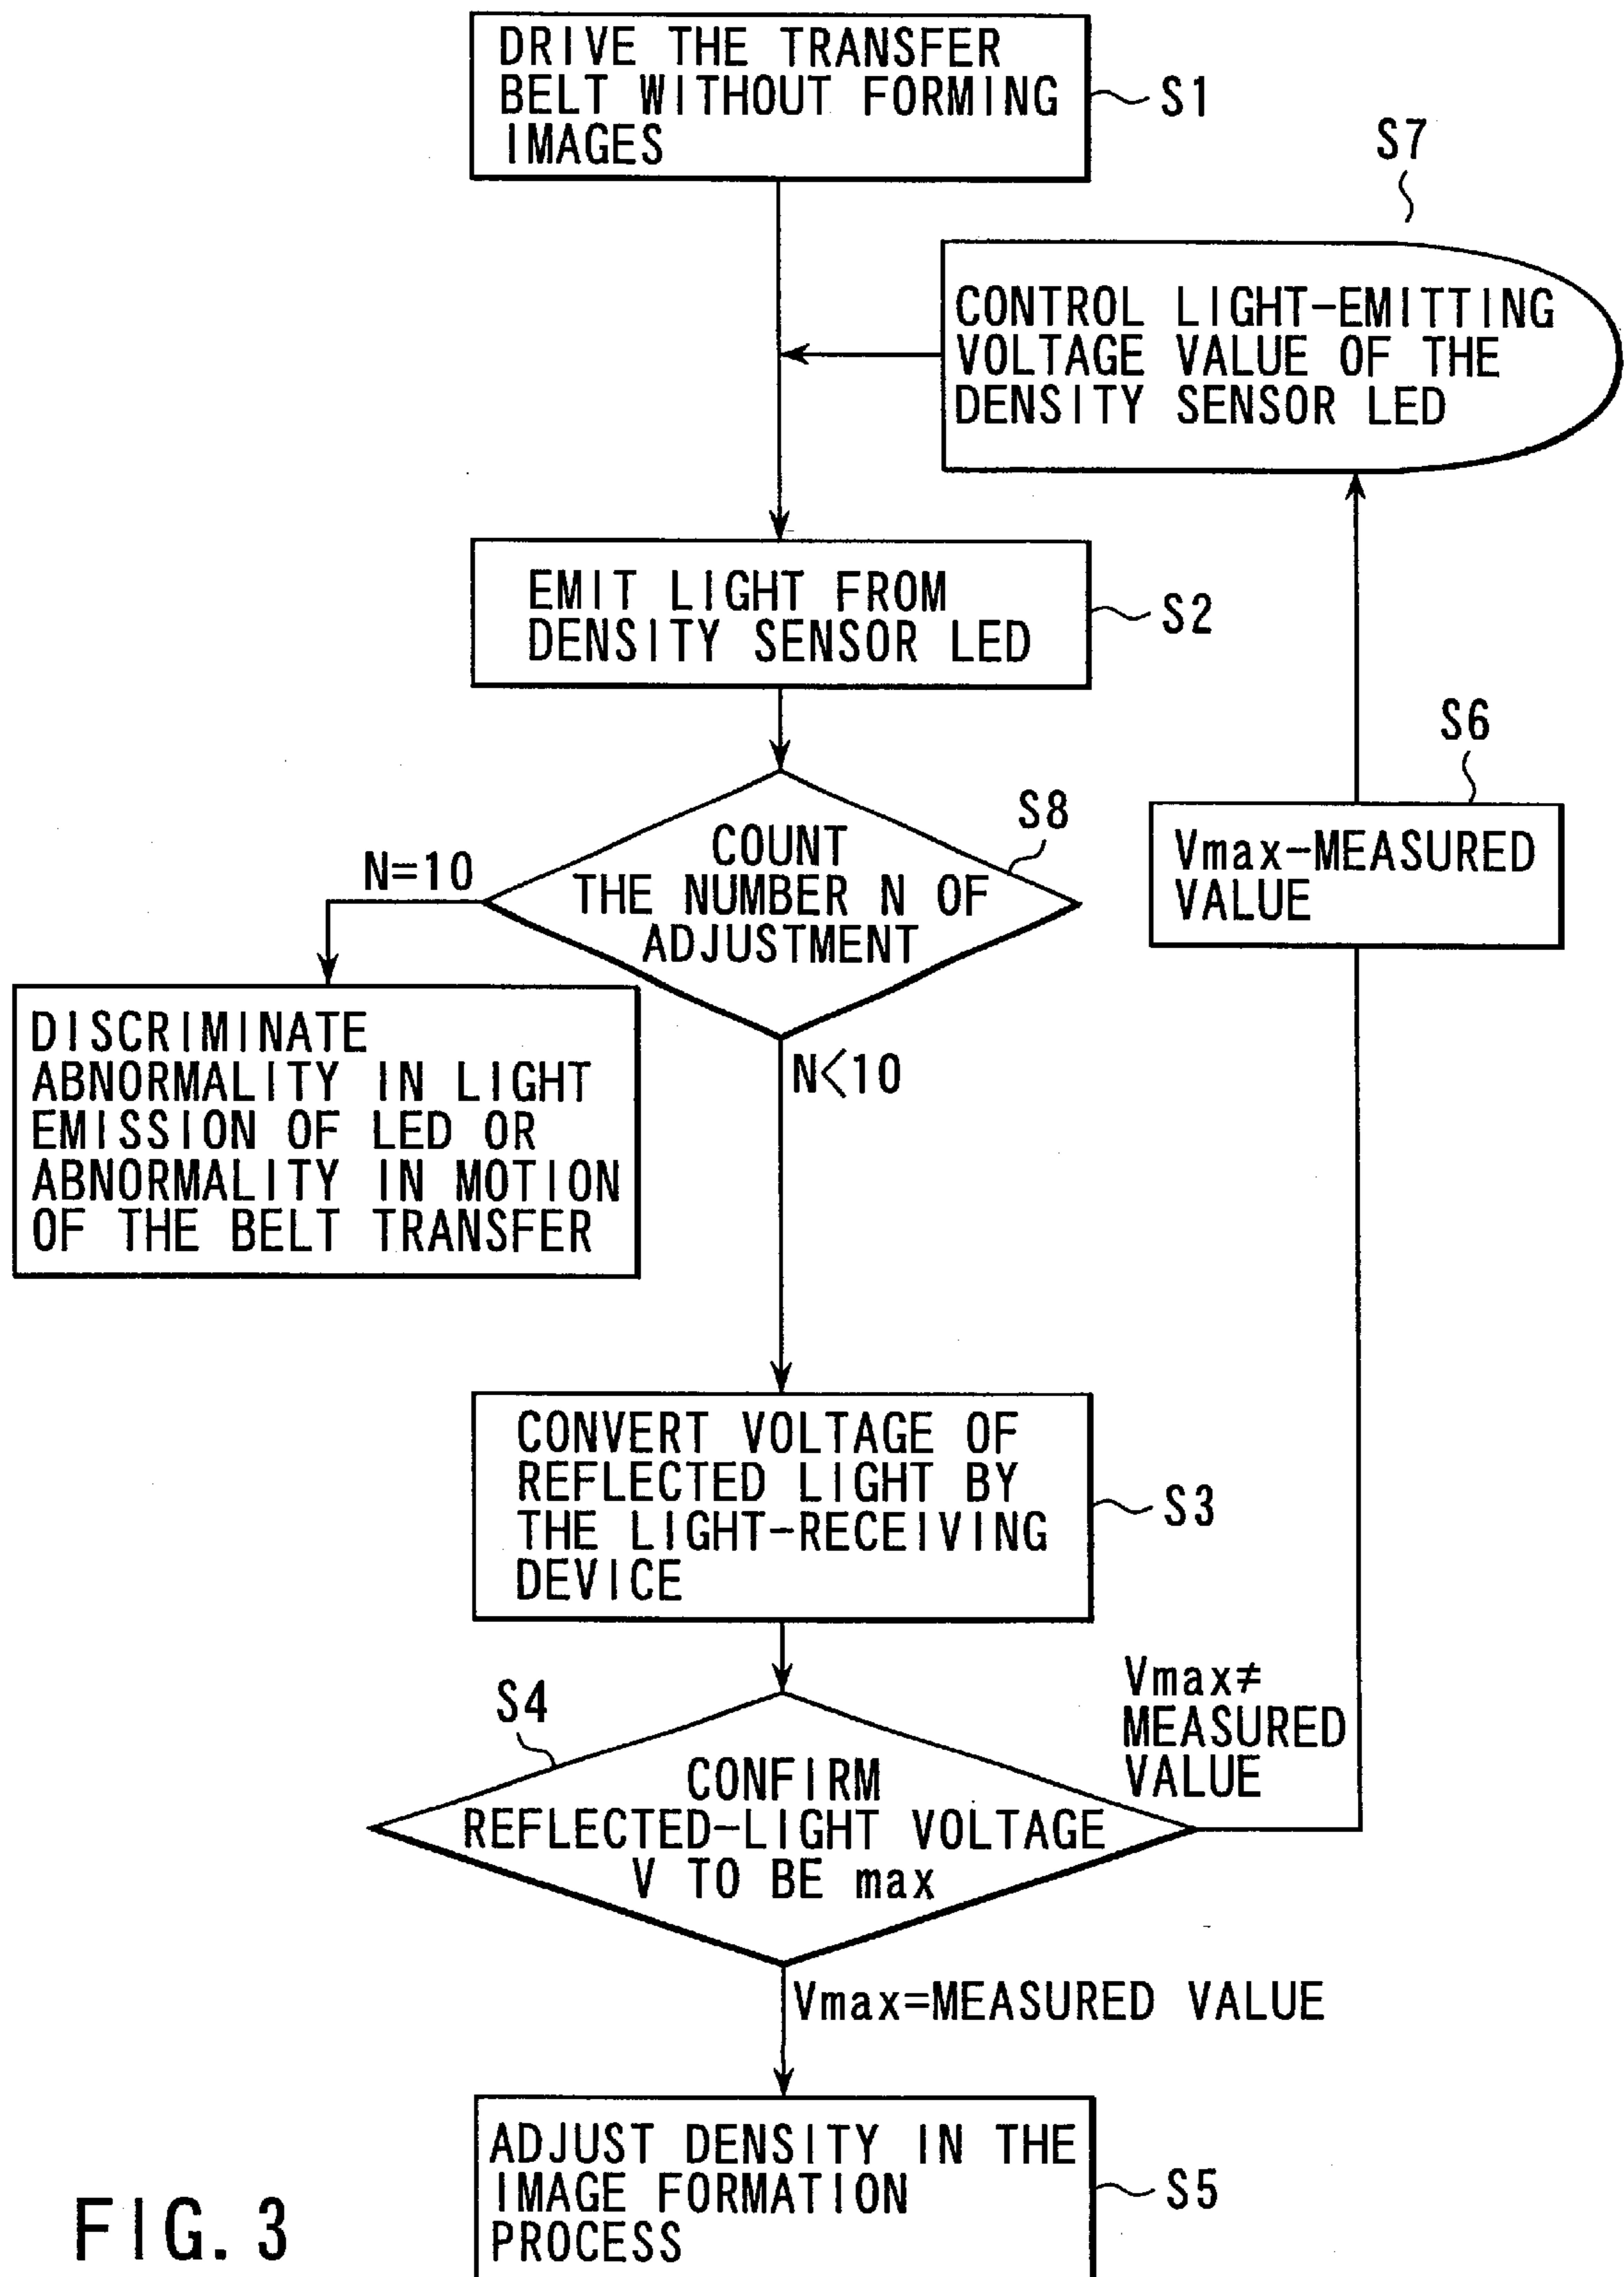 DRIVE THE TRANSFER
BELT WITHOUT FORMING
IMAGES
S1
S7
CONTROL LIGHT-EMITTING
VOLTAGE VALUE OF THE
DENSITY SENSOR LED
EMIT LIGHT FROM
DENSITY SENSOR LED
S2
S6
Vmax-MEASURED
VALUE
S8
COUNT
THE NUMBER N OF
ADJUSTMENT
N=10
N<10
DISCRIMINATE
ABNORMALITY IN LIGHT
EMISSION OF LED OR
ABNORMALITY IN MOTION
OF THE BELT TRANSFER
CONVERT VOLTAGE OF
REFLECTED LIGHT BY
THE LIGHT-RECEIVING
DEVICE
S3
S4
CONFIRM
REFLECTED-LIGHT VOLTAGE
V TO BE max
Vmax≠
MEASURED
VALUE
Vmax=MEASURED VALUE
ADJUST DENSITY IN THE
IMAGE FORMATION
PROCESS
S5
FIG. 3